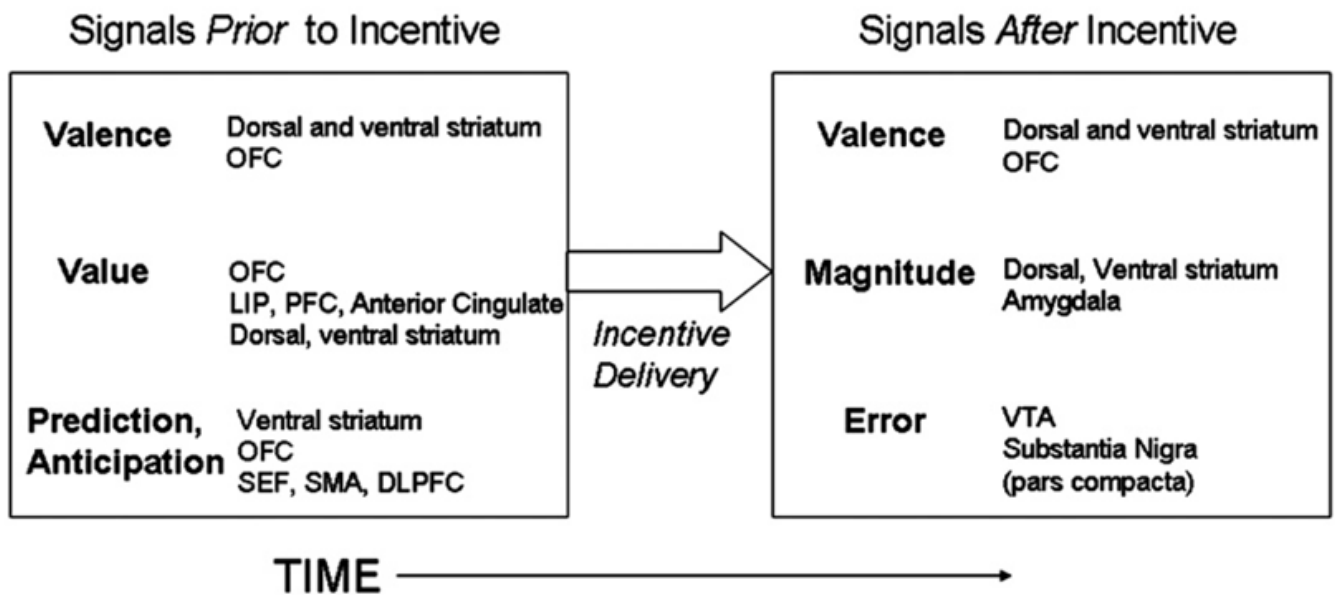 Signals Prior to Incentive
Valence Dorsal and ventral striatum
OFC
Value OFC
LIP, PFC, Anterior Cingulate
Dorsal, ventral striatum
Prediction, Ventral striatum
Anticipation OFC
SEF, SMA, DLPFC
Incentive
Delivery
Signals After Incentive
Valence Dorsal and ventral striatum
OFC
Magnitude Dorsal, Ventral striatum
Amygdala
Error VTA
Substantia Nigra
(pars compacta)
TIME